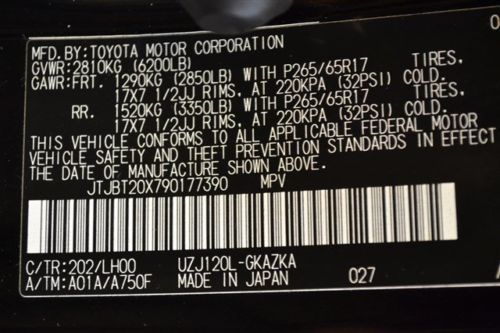 MFD.BY:TOYOTA MOTOR CORPORATION
GVWR:2810KG (6200LB)
GAWR:FRT. 1290KG (2850LB) WITH P265/65R17 TIRES,
17X7 1/2JJ RIMS, AT 220KPA (32PSI) COLD.
RR. 1520KG (3350LB) WITH P265/65R17 TIRES,
17X7 1/2JJ RIMS, AT 220KPA (32PSI) COLD.
THIS VEHICLE CONFORMS TO ALL APPLICABLE FEDERAL MOTOR
VEHICLE SAFETY AND THEFT PREVENTION STANDARDS IN EFFECT
THE DATE OF MANUFACTURE SHOWN ABOVE.
JTJBT20X790177390 MPV
C/TR:202/LH00 UZJ120L-GKAZKA
A/TM:A01A/A750F MADE IN JAPAN 027